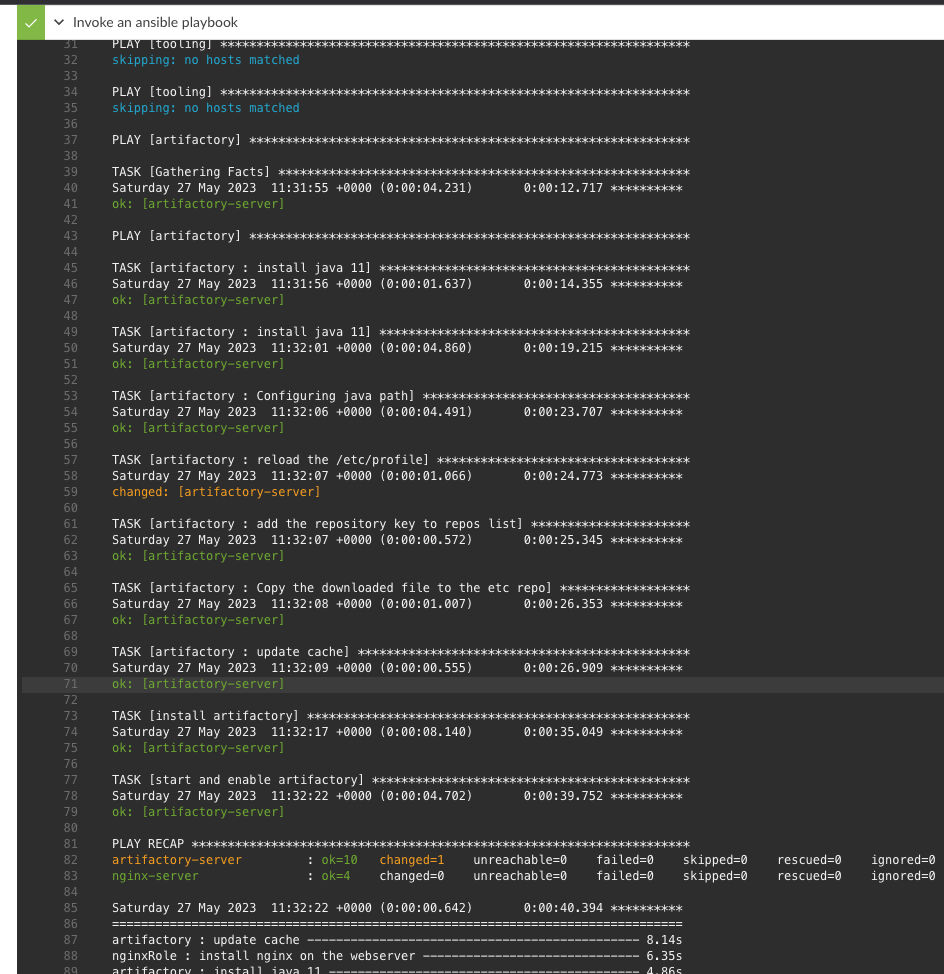 Invoke an ansible playbook
31 PLAY [tooling] ****************************************************************
32 skipping: no hosts matched
33
34 PLAY [tooling] *****************************************************************
35 skipping: no hosts matched
36
37 PLAY [artifactory] *************************************************************
38
39 TASK [Gathering Facts] *********************************************************
40 Saturday 27 May 2023  11:31:55 +0000 (0:00:04.231)       0:00:12.717 **********
41 ok: [artifactory-server]
42
43 PLAY [artifactory] *************************************************************
44
45 TASK [artifactory : install java 11] *******************************************
46 Saturday 27 May 2023  11:31:56 +0000 (0:00:01.637)       0:00:14.355 **********
47 ok: [artifactory-server]
48
49 TASK [artifactory : install java 11] *******************************************
50 Saturday 27 May 2023  11:32:01 +0000 (0:00:04.860)       0:00:19.215 **********
51 ok: [artifactory-server]
52
53 TASK [artifactory : Configuring java path] *************************************
54 Saturday 27 May 2023  11:32:06 +0000 (0:00:04.491)       0:00:23.707 **********
55 ok: [artifactory-server]
56
57 TASK [artifactory : reload the /etc/profile] ***********************************
58 Saturday 27 May 2023  11:32:07 +0000 (0:00:01.066)       0:00:24.773 **********
59 changed: [artifactory-server]
60
61 TASK [artifactory : add the repository key to repos list] **********************
62 Saturday 27 May 2023  11:32:07 +0000 (0:00:00.572)       0:00:25.345 **********
63 ok: [artifactory-server]
64
65 TASK [artifactory : Copy the downloaded file to the etc repo] ******************
66 Saturday 27 May 2023  11:32:08 +0000 (0:00:01.007)       0:00:26.353 **********
67 ok: [artifactory-server]
68
69 TASK [artifactory : update cache] **********************************************
70 Saturday 27 May 2023  11:32:09 +0000 (0:00:00.555)       0:00:26.909 **********
71 ok: [artifactory-server]
72
73 TASK [install artifactory] *****************************************************
74 Saturday 27 May 2023  11:32:17 +0000 (0:00:08.140)       0:00:35.049 **********
75 ok: [artifactory-server]
76
77 TASK [start and enable artifactory] ********************************************
78 Saturday 27 May 2023  11:32:22 +0000 (0:00:04.702)       0:00:39.752 **********
79 ok: [artifactory-server]
80
81 PLAY RECAP *********************************************************************
82 artifactory-server         : ok=10   changed=1    unreachable=0    failed=0    skipped=0    rescued=0    ignored=0
83 nginx-server               : ok=4    changed=0    unreachable=0    failed=0    skipped=0    rescued=0    ignored=0
84
85 Saturday 27 May 2023  11:32:22 +0000 (0:00:00.642)       0:00:40.394 **********
86 ===============================================================================
87 artifactory : update cache ---------------------------------------------- 8.14s
88 nginxRole : install nginx on the webserver ------------------------------ 6.35s
89 artifactory : install java 11 ------------------------------------------- 4.86s